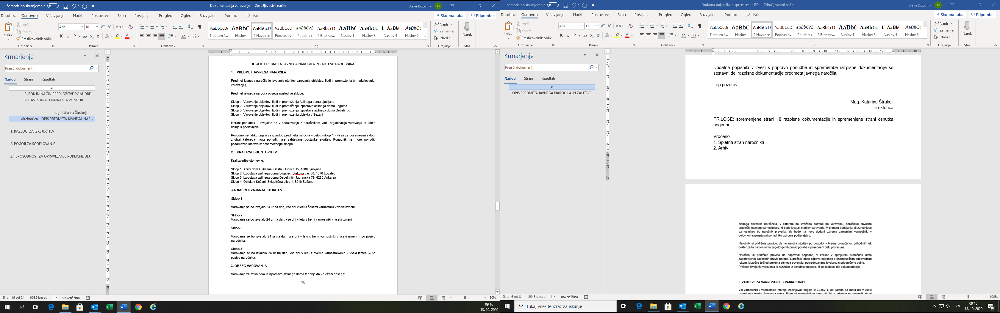 Samodejno shranjevanje
Dokumentacija varovanje - Združljivostni način
Urška Dižovnik UD
Datoteka Osnovno Vstavljanje Načrt Postavitev Sklici Pošiljanje Pregled Ogled Razvijalec Pomoč Išči
Skupna raba Pripombe
Prilepi
Izreži
Kopiraj
Preslikovalnik oblik
Arial 10
AaBbCcDı AaBbC AaBbCcD AaBbCcD AaBbCcL AaBbCcD AaBb( AaBbCc I. AaBb( AaBbCc
¶ datum š... Naslov ¶ Navaden Podnaslov Poudarek ¶ Brez raz... Naslov 1 Naslov 3 Naslov 4 Naslov 6
Najdi
Zamenjaj
Izberi
Narek
Odložišče Pisava Odstavek Slogi Urejanje Glas
Krmarjenje
Preišči dokument
Naslovi Strani Rezultati
8. ROK IN NAČIN PREDLOŽITVE PONUDBE
9. ČAS IN KRAJ ODPIRANJA PONUDB
mag. Katarina Štrukelj
direktoricaII. OPIS PREDMETA JAVNEGA NAR...
1. RAZLOGI ZA IZKLJUČITEV
2. POGOJI ZA SODELOVANJE
2.1 SPOSOBNOST ZA OPRAVLJANJE POKLICNE DEJ...
II. OPIS PREDMETA JAVNEGA NAROČILA IN ZAHTEVE NAROČNIKA
1. PREDMET JAVNEGA NAROČILA
Predmet javnega naročila je izvajanje storitev varovanja objektov, ljudi in premoženja (v nadaljevanju:
varovanje),
Predmet javnega naročila obsega naslednje sklope:
Sklop 1: Varovanje objektov, ljudi in premoženja Azilnega doma Ljubljana
Sklop 2: Varovanje objektov, ljudi in premoženja Izpostave azilnega doma Logatec
Sklop 3: Varovanje objektov, ljudi in premoženja Izpostave azilnega doma Debeli rtič
Sklop 4: Varovanje objektov, ljudi in premoženja objekta v Sežani
Izbrani ponudnik – izvajalec bo v sodelovanju z naročnikom vodil organizacijo varovanja in lahko
deluje s podizvajalci.
Ponudnik se lahko prijavi za izvedbo predmeta naročila v celoti (sklop 1 - 4) ali za posamezen sklop,
znotraj katerega mora ponuditi vse zahtevane postavke storitev. Ponudnik ne more ponuditi
posamezne storitve iz posameznega sklopa.
2. KRAJ IZVEDBE STORITEV
Kraj izvedbe storitev je:
Sklop 1: Azilni dom Ljubljana, Cesta v Gorice 15, 1000 Ljubljana
Sklop 2: Izpostava azilnega doma Logatec, Blekova vas 60, 1370 Logatec
Sklop 3: Izpostava azilnega doma Debeli rtič, Jadranska 79, 6280 Ankaran
Sklop 4: Objekt v Sežani, Skladiščna ulica 1, 6210 Sežana
3.A NAČIN IZVAJANJA STORITEV
Sklop 1
Varovanje se bo izvajalo 24 ur na dan, vse dni v letu s šestimi varnostniki v vsaki izmeni.
Sklop 2
Varovanje se bo izvajalo 24 ur na dan, vse dni v letu s tremi varnostniki v vsaki izmeni.
Sklop 3
Varovanje se bo izvajalo 24 ur na dan, vse dni v letu s tremi varnostniki v vsaki izmeni – po pozivu
naročnika.
Sklop 4
Varovanje se bo izvajalo 24 ur na dan, vse dni v letu z dvema varnostnikoma v vsaki izmeni – po
pozivu naročnika.
3. OBSEG VAROVANJA
Varovanje za azilni dom in izpostave azilnega doma ter objekta v Sežani obsega:
16
Stran 16 od 24 9053 besed slovenščina 80%
09:16
13. 10. 2020
Samodejno shranjevanje
Dodatna pojansila in spremembe RD - Združljivostni način
Urška Dižovnik UD
Datoteka Osnovno Vstavljanje Načrt Postavitev Sklici Pošiljanje Pregled Ogled Razvijalec Pomoč Išči
Skupna raba Pripombe
Prilepi
Izreži
Kopiraj
Preslikovalnik oblik
Arial 11
AaBbCcDı AaBbC AaBbCcD AaBbCcD AaBbCcL AaBbCcD AaBb( AaBbCc I. AaBb( AaBbCc
¶ datum š... Naslov ¶ Navaden Podnaslov Poudarek ¶ Brez raz... Naslov 1 Naslov 3 Naslov 4 Naslov 6
Najdi
Zamenjaj
Izberi
Narek
Odložišče Pisava Odstavek Slogi Urejanje Glas
Krmarjenje
Preišči dokument
Naslovi Strani Rezultati
. OPIS PREDMETA JAVNEGA NAROČILA IN ZAHTEVE...
Dodatna pojasnila v zvezi s pripravo ponudbe in spremembe razpisne dokumentacije so
sestavni del razpisne dokumentacije predmeta javnega naročila.
Lep pozdrav,
Mag. Katarina Štrukelj
Direktorica
PRILOGE: spremenjene strani 18 razpisne dokumentacije in spremenjene strani osnutka
pogodbe
Vročeno.
1. Spletna stran naročnika
2. Arhiv
pisnega obvestila naročnika, v katerem bo izražena potreba po varovanju, naročniku obvezno
predložiti seznam varnostnikov, ki bodo izvajali storitev varovanja. V primeru dodajanja ali zamenjave
varnostnikov bo naročnik preverjal, da bodo na novo dodani oziroma zamenjani varnostniki v
delovnem razmerju pri ponudniku oziroma podizvajalcu.
Naročnik si pridržuje pravico, da ne naroča storitev po pogodbi v breme proračunov prihodnjih let,
dokler za ta namen nima zagotovljenih pravic porabe v posebnem delu proračuna.
Naročnik si pridržuje pravico do odpovedi pogodbe, v kolikor v sprejetem proračunu nima
zagotovljenih zadostnih pravic porabe. Naročnik lahko odpove pogodbo z enomesečnim odpovednim
rokom, ki začne teči od prejema pisnega obvestila, posredovanega izvajalcu s priporočeno pošto.
Pričetek izvajanja varovanja je razviden iz osnutkov pogodb, ki so sestavni del dokumentacije.
5. ZAHTEVE ZA VARNOSTNIKE / VARNOSTNICE
Vsi varnostniki / varnostnice morajo izpolnjevati pogoje iz ZZasV-1, od katerih pa mora biti v vsaki
Stran 6 od 8 2545 besed slovenščina 100%
Tukaj vnesite izraz za iskanje
SLV
09:16
13. 10. 2020
10